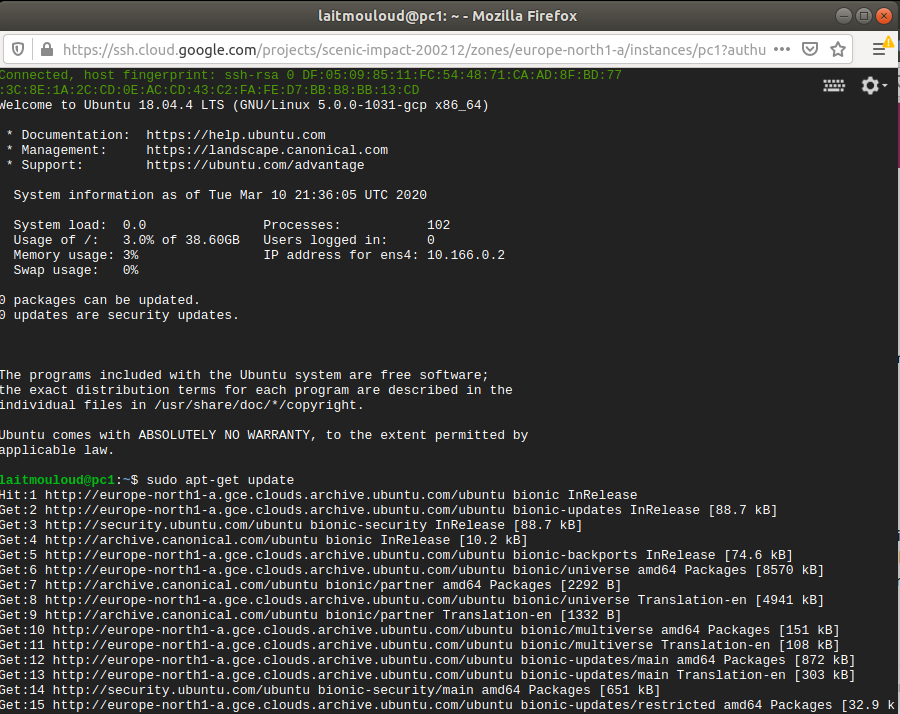 laitmouloud@pc1: ~ - Mozilla Firefox
https://ssh.cloud.google.com/projects/scenic-impact-200212/zones/europe-north1-a/instances/pc1?authu
Connected, host fingerprint: ssh-rsa 0 DF:05:09:85:11:FC:54:48:71:CA:AD:8F:BD:77
:3C:8E:1A:2C:CD:0E:AC:CD:43:C2:FA:FE:D7:BB:B8:BB:13:CD
Welcome to Ubuntu 18.04.4 LTS (GNU/Linux 5.0.0-1031-gcp x86_64)
* Documentation: https://help.ubuntu.com
* Management: https://landscape.canonical.com
* Support: https://ubuntu.com/advantage
System information as of Tue Mar 10 21:36:05 UTC 2020
System load: 0.0 Processes: 102
Usage of /: 3.0% of 38.60GB Users logged in: 0
Memory usage: 3% IP address for ens4: 10.166.0.2
Swap usage: 0%
0 packages can be updated.
0 updates are security updates.
The programs included with the Ubuntu system are free software;
the exact distribution terms for each program are described in the
individual files in /usr/share/doc/*/copyright.
Ubuntu comes with ABSOLUTELY NO WARRANTY, to the extent permitted by
applicable law.
laitmouloud@pc1:~$ sudo apt-get update
Hit:1 http://europe-north1-a.gce.clouds.archive.ubuntu.com/ubuntu bionic InRelease
Get:2 http://europe-north1-a.gce.clouds.archive.ubuntu.com/ubuntu bionic-updates InRelease [88.7 kB]
Get:3 http://security.ubuntu.com/ubuntu bionic-security InRelease [88.7 kB]
Get:4 http://archive.canonical.com/ubuntu bionic InRelease [10.2 kB]
Get:5 http://europe-north1-a.gce.clouds.archive.ubuntu.com/ubuntu bionic-backports InRelease [74.6 kB]
Get:6 http://europe-north1-a.gce.clouds.archive.ubuntu.com/ubuntu bionic/universe amd64 Packages [8570 kB]
Get:7 http://archive.canonical.com/ubuntu bionic/partner amd64 Packages [2292 B]
Get:8 http://europe-north1-a.gce.clouds.archive.ubuntu.com/ubuntu bionic/universe Translation-en [4941 kB]
Get:9 http://archive.canonical.com/ubuntu bionic/partner Translation-en [1332 B]
Get:10 http://europe-north1-a.gce.clouds.archive.ubuntu.com/ubuntu bionic/multiverse amd64 Packages [151 kB]
Get:11 http://europe-north1-a.gce.clouds.archive.ubuntu.com/ubuntu bionic/multiverse Translation-en [108 kB]
Get:12 http://europe-north1-a.gce.clouds.archive.ubuntu.com/ubuntu bionic-updates/main amd64 Packages [872 kB]
Get:13 http://europe-north1-a.gce.clouds.archive.ubuntu.com/ubuntu bionic-updates/main Translation-en [303 kB]
Get:14 http://security.ubuntu.com/ubuntu bionic-security/main amd64 Packages [651 kB]
Get:15 http://europe-north1-a.gce.clouds.archive.ubuntu.com/ubuntu bionic-updates/restricted amd64 Packages [32.9 k